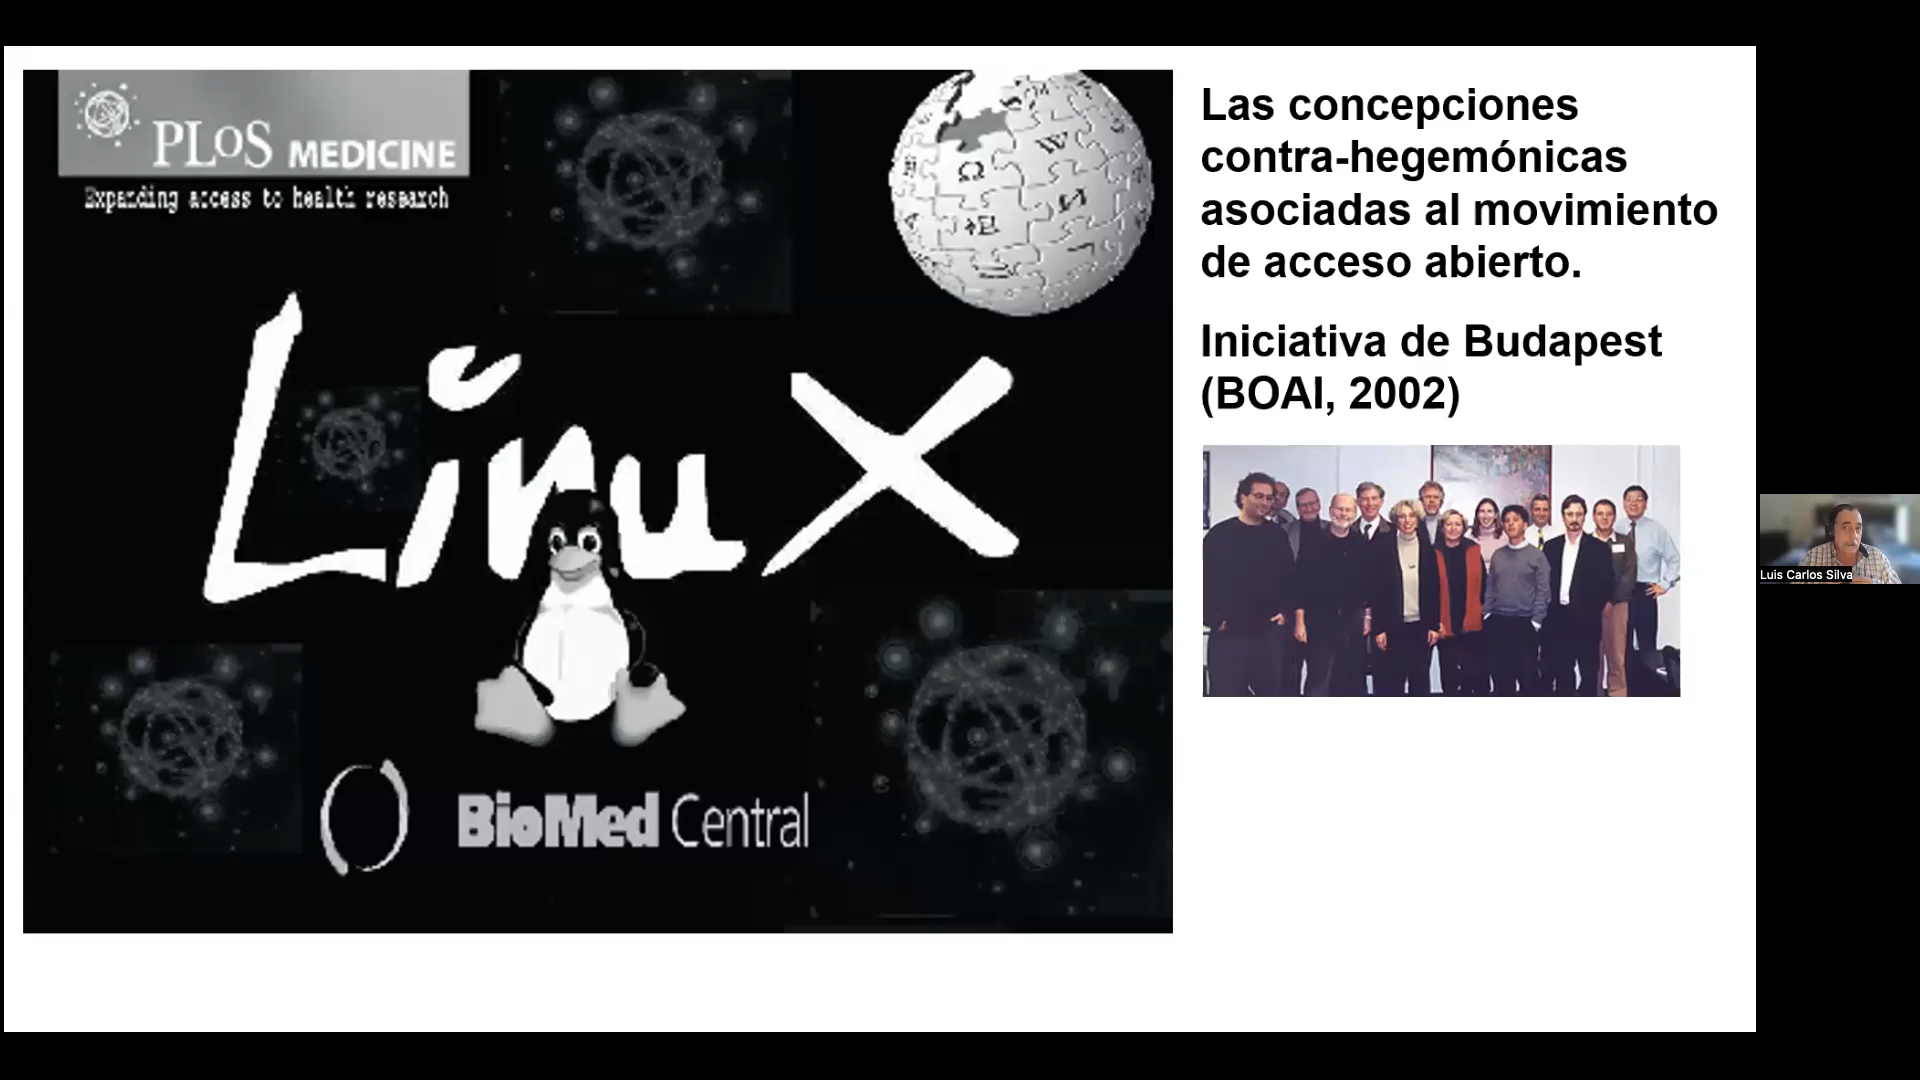 PLoS MEDICINE
Expanding access to health research
Ω
W
И
Linux
BioMed Central
Las concepciones
contra-hegemónicas
asociadas al movimiento
de acceso abierto.
Iniciativa de Budapest
(BOAI, 2002)
Luis Carlos Silva